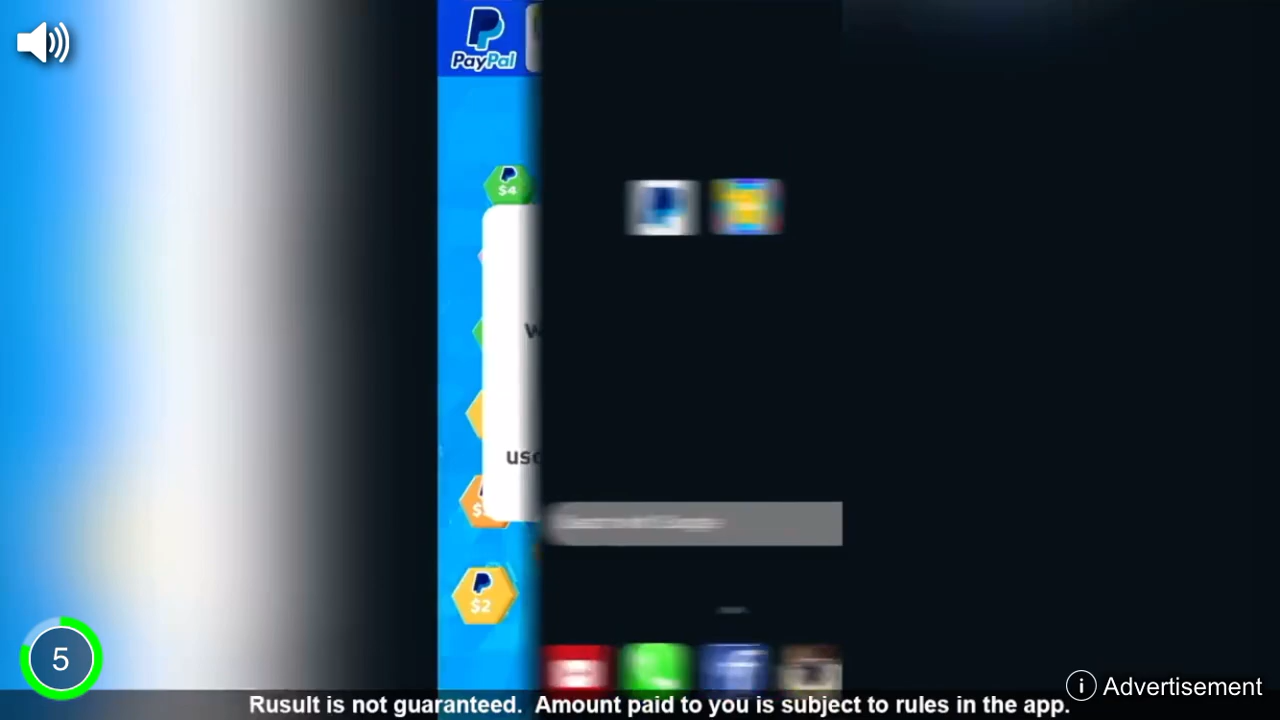 PayPal
$4
$2
5
Advertisement
Rusult is not guaranteed. Amount paid to you is subject to rules in the app.